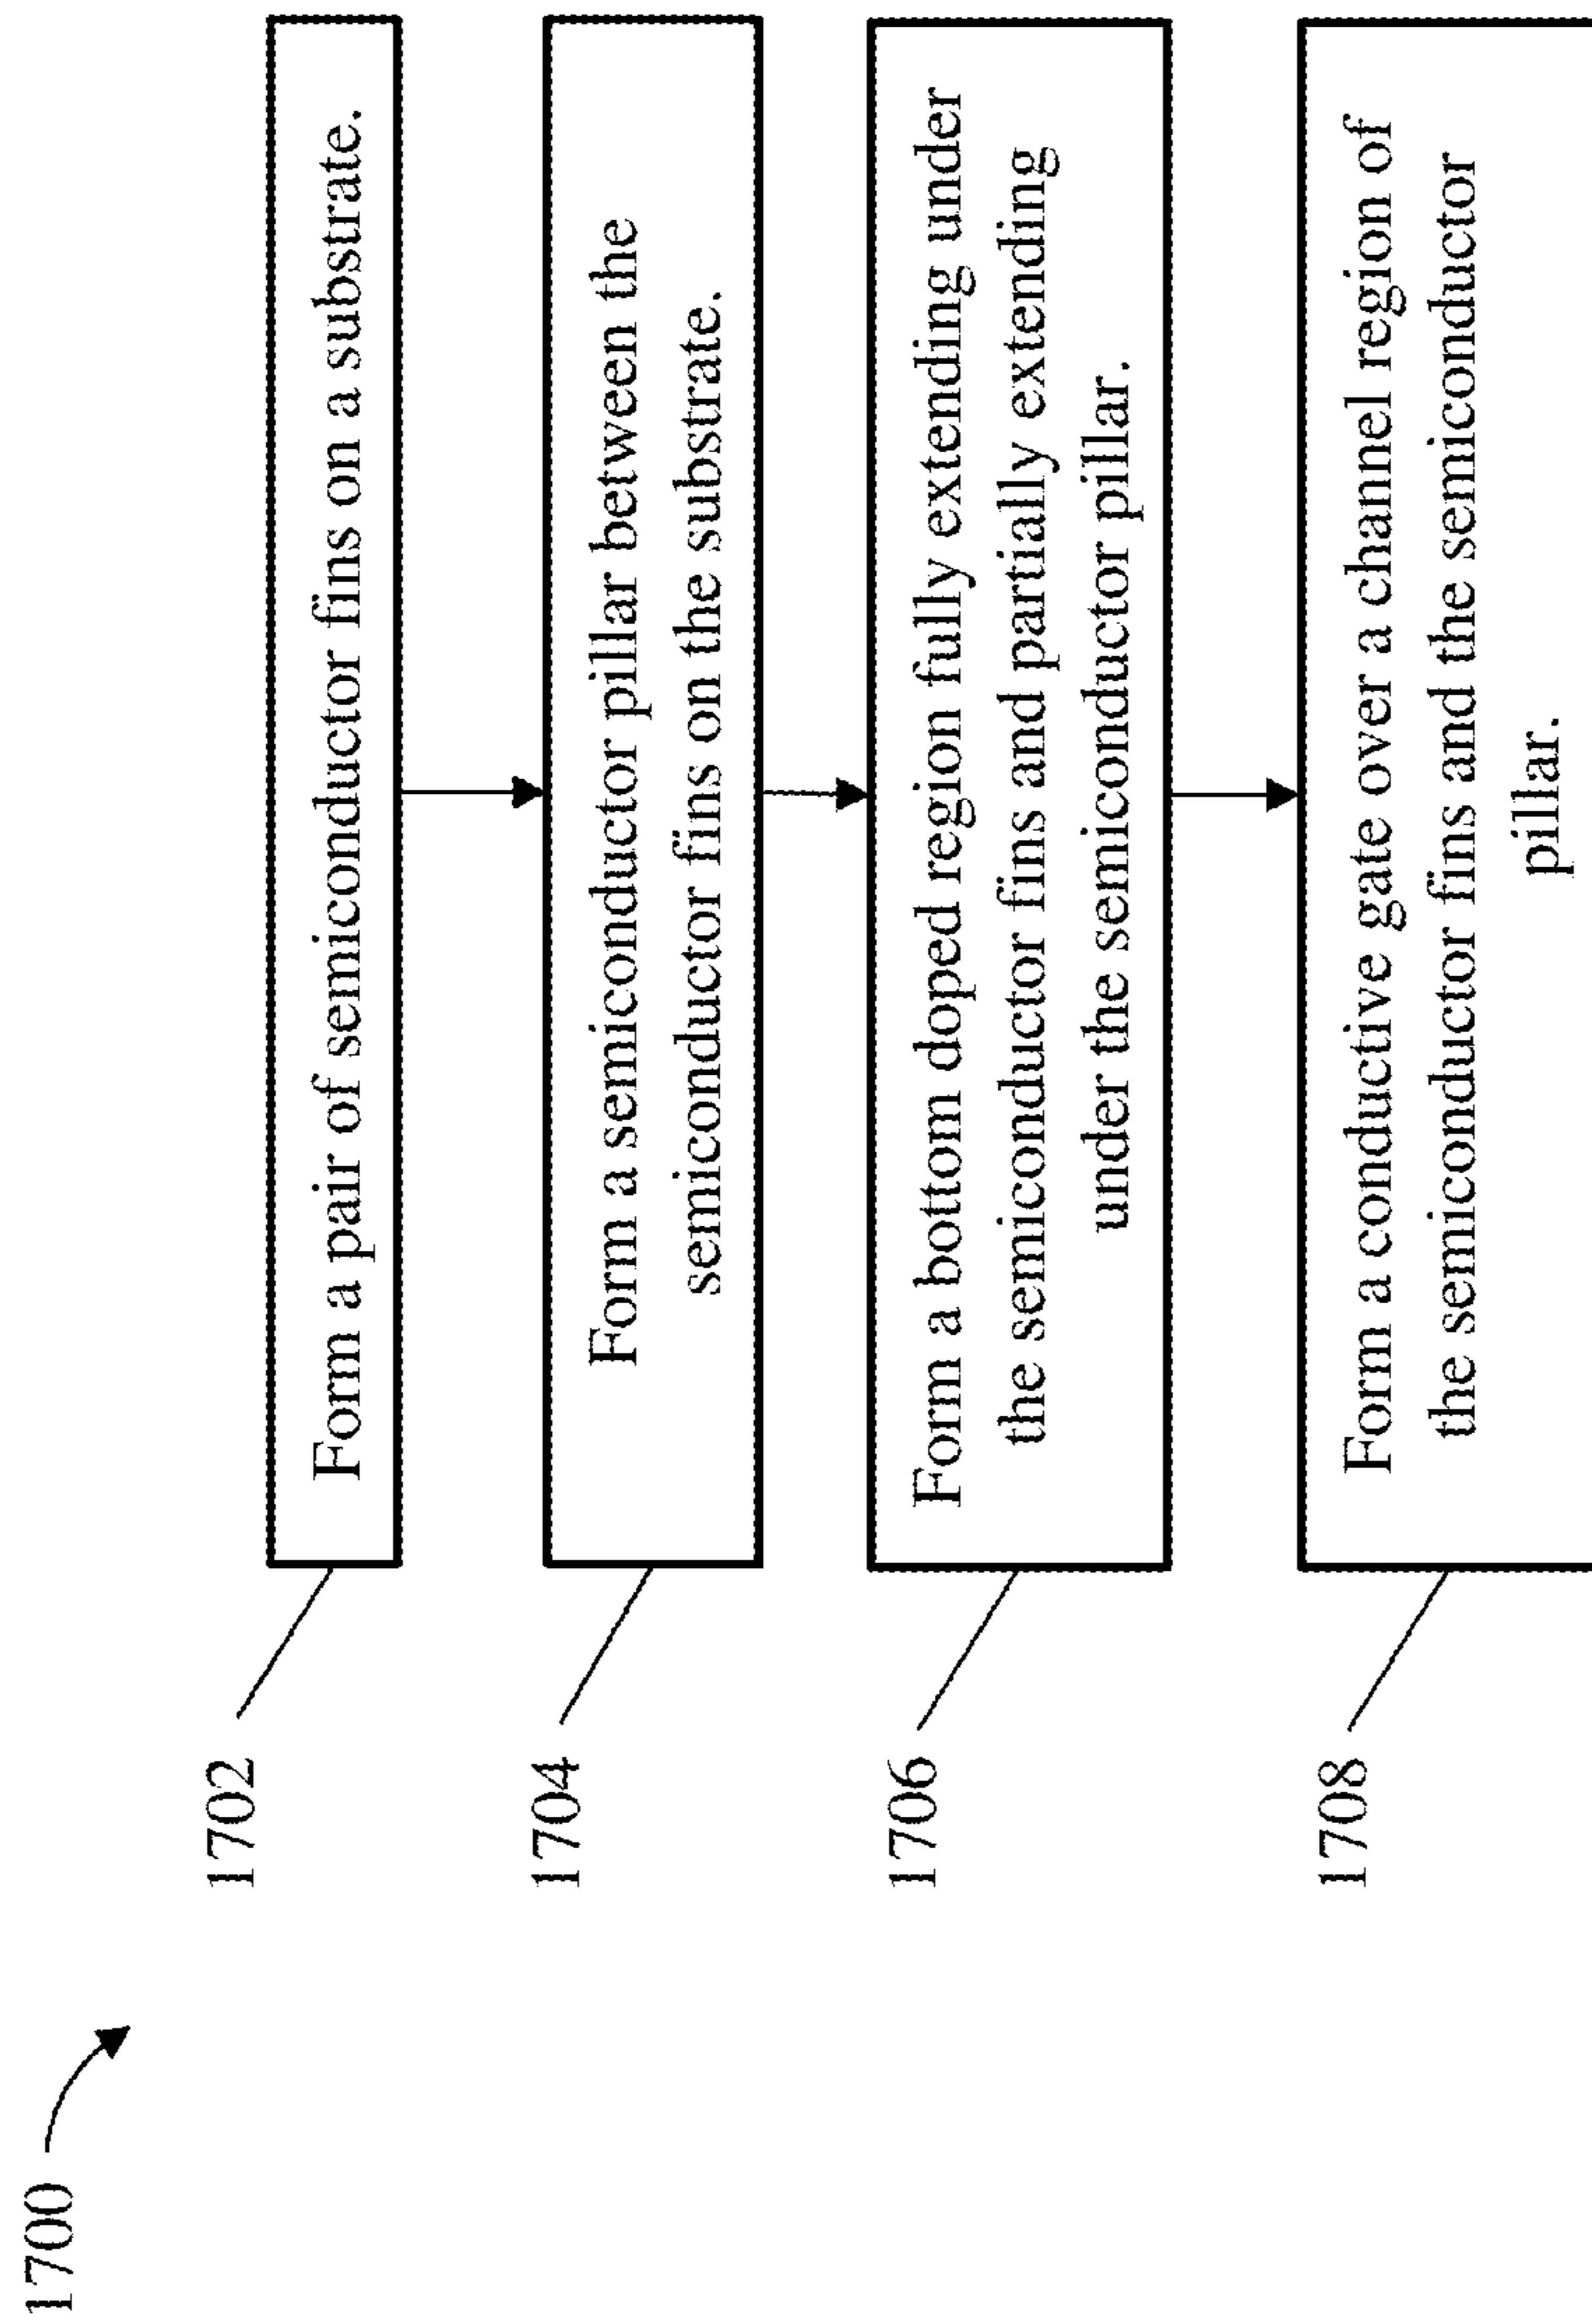 1700
1702
Form a pair of semiconductor fins on a substrate.
1704
Form a semiconductor pillar between the
semiconductor fins on the substrate.
1706
Form a bottom doped region fully extending under
the semiconductor fins and partially extending
under the semiconductor pillar.
1708
Form a conductive gate over a channel region of
the semiconductor fins and the semiconductor
pillar.